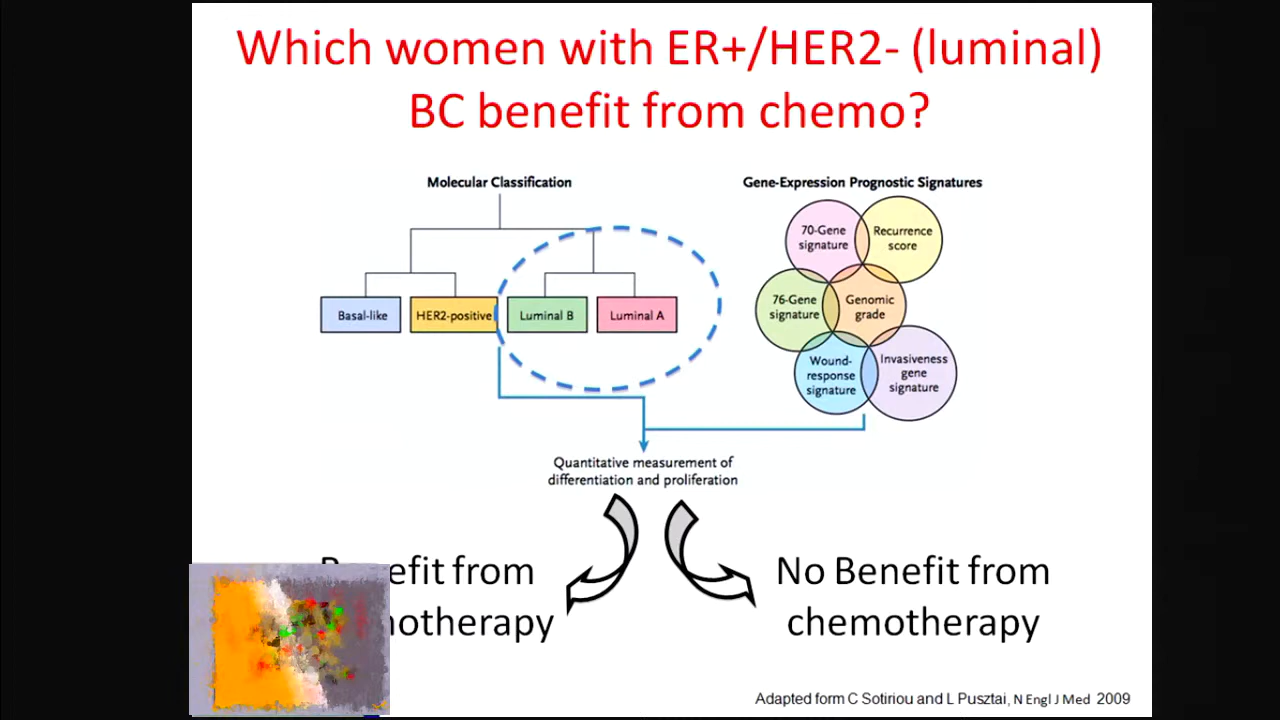 Which women with ER+/HER2- (luminal)
BC benefit from chemo?
Molecular Classification
Basal-like
HER2-positive
Luminal B
Luminal A
Gene-Expression Prognostic Signatures
70-Gene
signature
Recurrence
score
76-Gene
signature
Genomic
grade
Wound-
response
signature
Invasiveness
gene
signature
Quantitative measurement of
differentiation and proliferation
from
No Benefit from
chemotherapy
Adapted form C Sotiriou and L Pusztai, N Engl J Med 2009